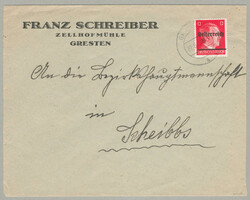 FRANZ SCHREIBER
ZELLHOFMÜHLE
GRESTEN
Österreich
An die Bezirkshauptmannschaft
in
Scheibbs